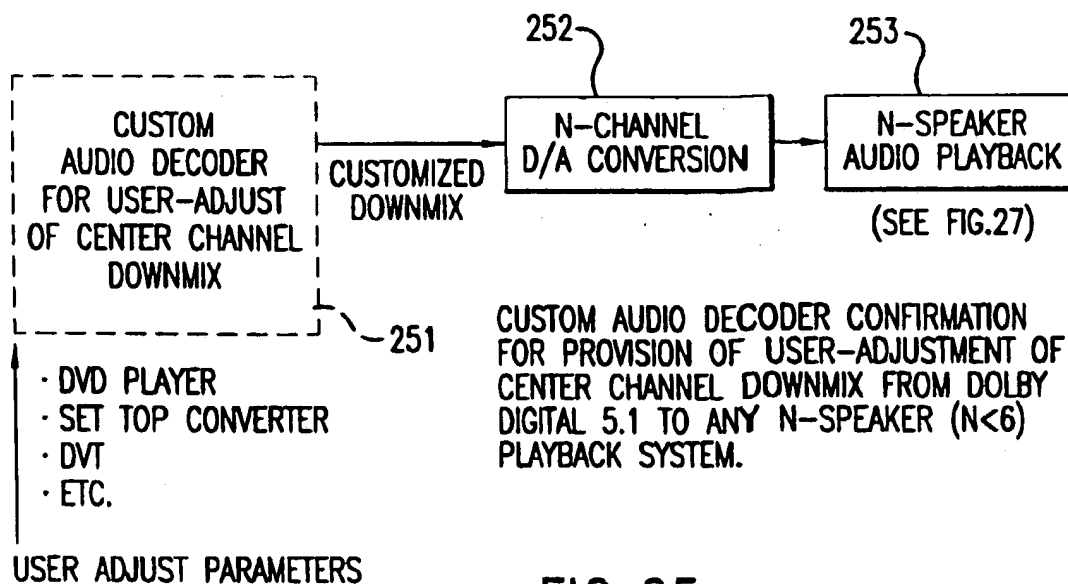 252
253
CUSTOM
AUDIO DECODER
FOR USER-ADJUST
OF CENTER CHANNEL
DOWNMIX
CUSTOMIZED
DOWNMIX
N-CHANNEL
D/A CONVERSION
N-SPEAKER
AUDIO PLAYBACK
(SEE FIG.27)
251
· DVD PLAYER
· SET TOP CONVERTER
· DVT
· ETC.
USER ADJUST PARAMETERS
CUSTOM AUDIO DECODER CONFIRMATION
FOR PROVISION OF USER-ADJUSTMENT OF
CENTER CHANNEL DOWNMIX FROM DOLBY
DIGITAL 5.1 TO ANY N-SPEAKER (N<6)
PLAYBACK SYSTEM.